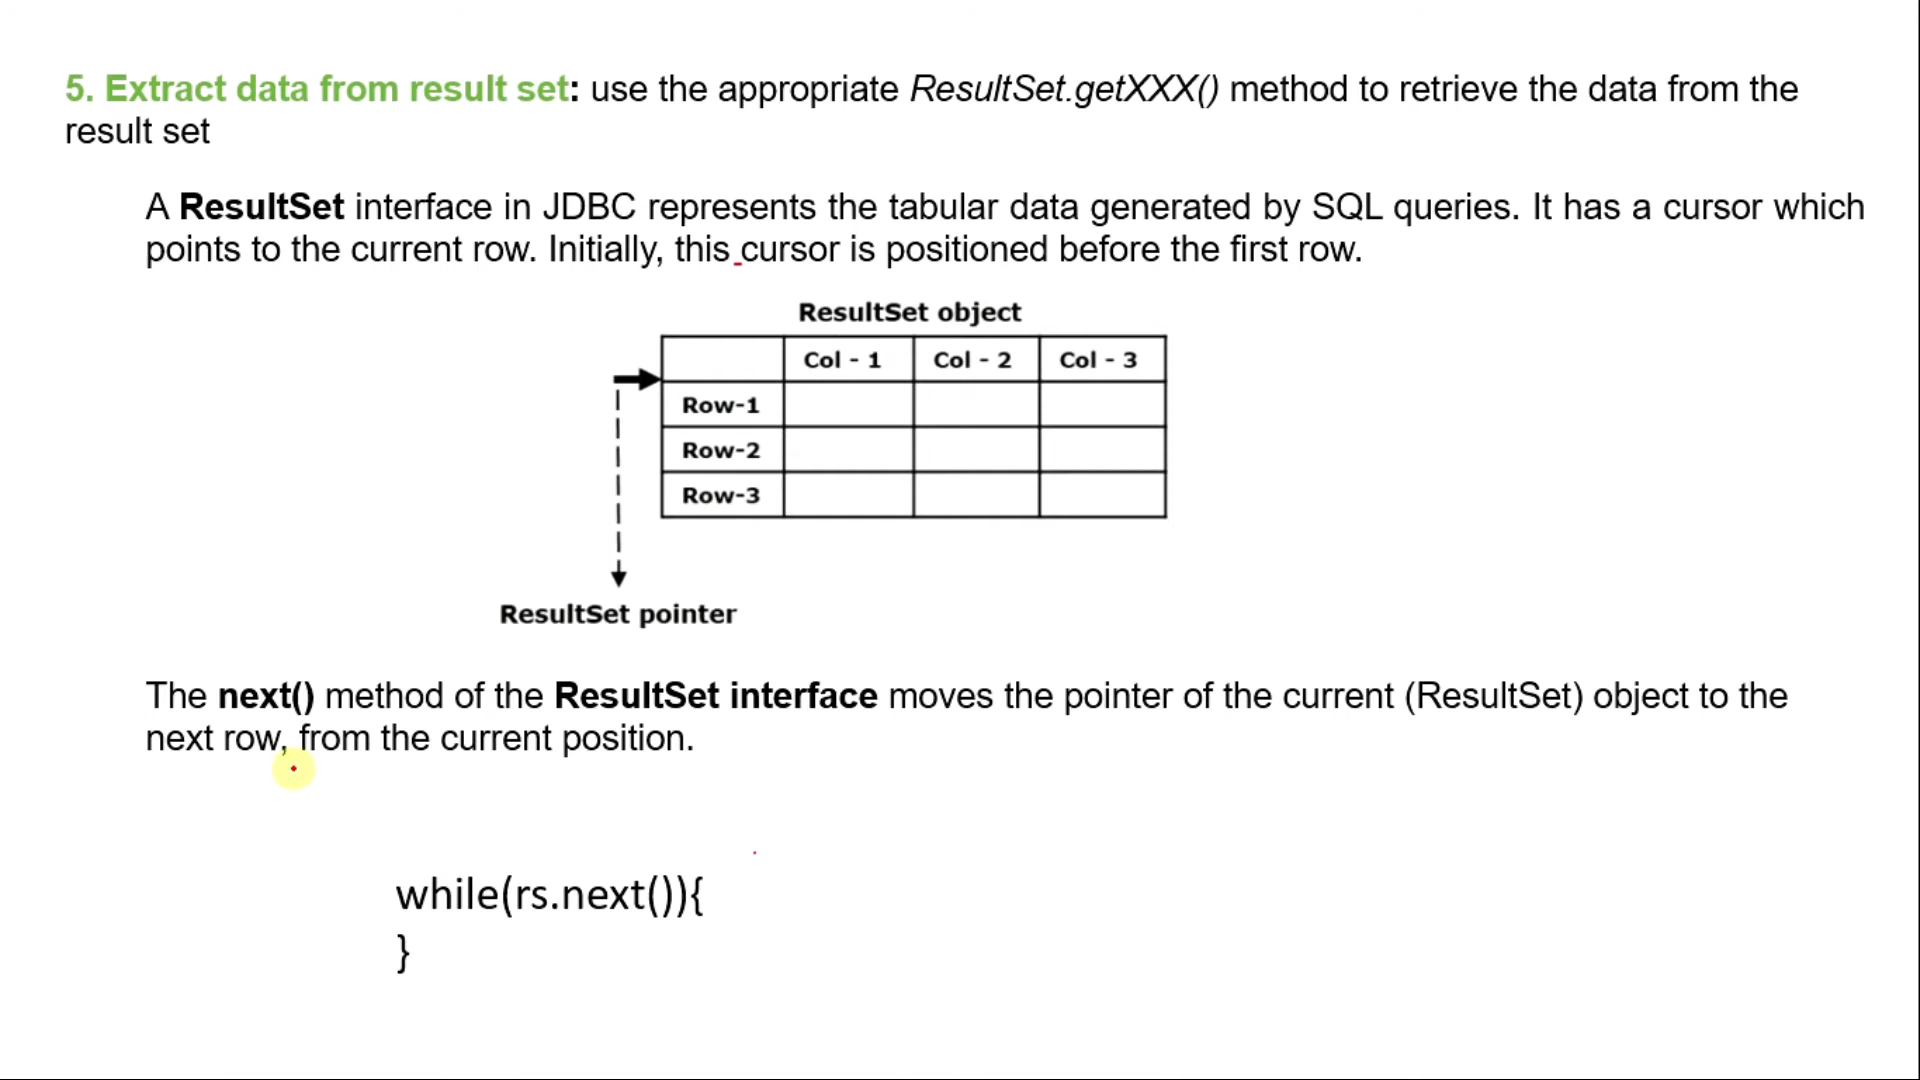 5. Extract data from result set: use the appropriate ResultSet.getXXX() method to retrieve the data from the
result set
A ResultSet interface in JDBC represents the tabular data generated by SQL queries. It has a cursor which
points to the current row. Initially, this cursor is positioned before the first row.
ResultSet object
Col - 1 Col - 2 Col - 3
Row-1
Row-2
Row-3
ResultSet pointer
The next() method of the ResultSet interface moves the pointer of the current (ResultSet) object to the
next row, from the current position.
while(rs.next()){
}